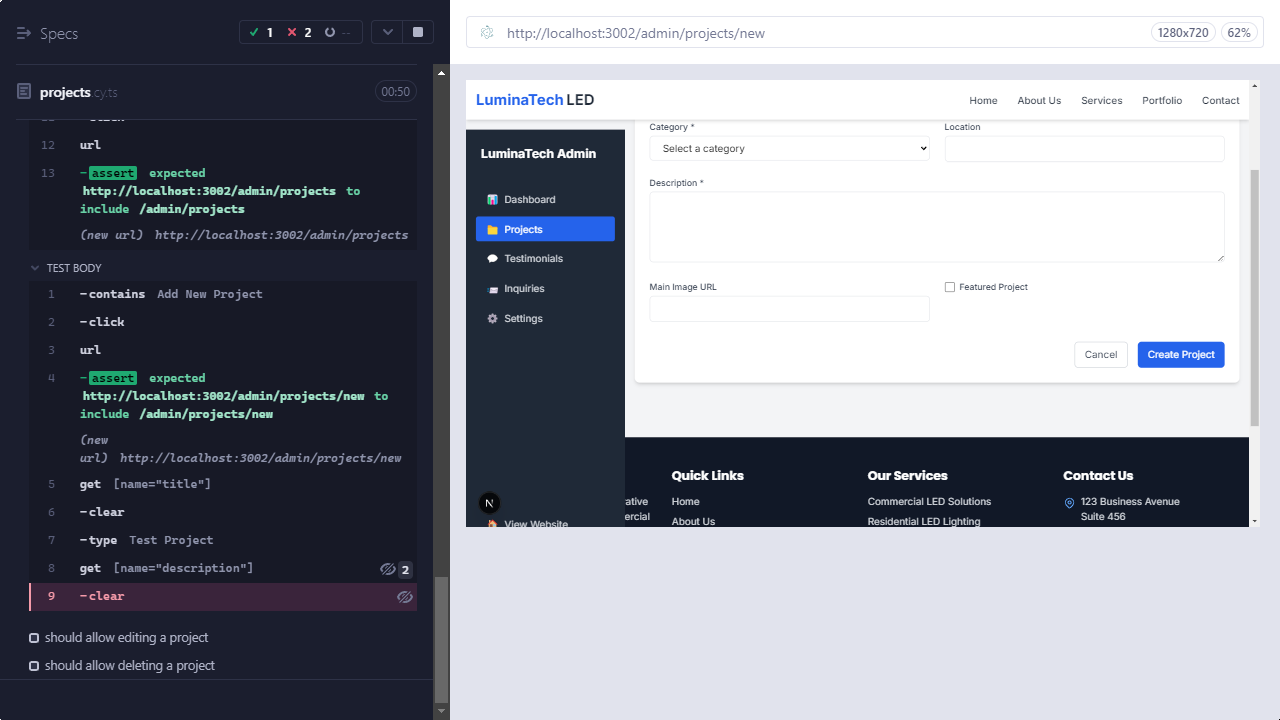 Specs
1
2
--
http://localhost:3002/admin/projects/new
1280x720
62%
projects.cy.ts
00:50
12 url
13 -assert expected
http://localhost:3002/admin/projects to
include /admin/projects
(new url) http://localhost:3002/admin/projects
TEST BODY
1 -contains Add New Project
2 -click
3 url
4 -assert expected
http://localhost:3002/admin/projects/new to
include /admin/projects/new
(new
url) http://localhost:3002/admin/projects/new
5 get [name="title"]
6 -clear
7 -type Test Project
8 get [name="description"] 2
9 -clear
should allow editing a project
should allow deleting a project
LuminaTech LED
Home About Us Services Portfolio Contact
LuminaTech Admin
Dashboard
Projects
Testimonials
Inquiries
Settings
N
View Website
Category *
Location
Select a category
Description *
Main Image URL
Featured Project
Cancel
Create Project
Quick Links
Home
About Us
Our Services
Commercial LED Solutions
Residential LED Lighting
Contact Us
123 Business Avenue
Suite 456